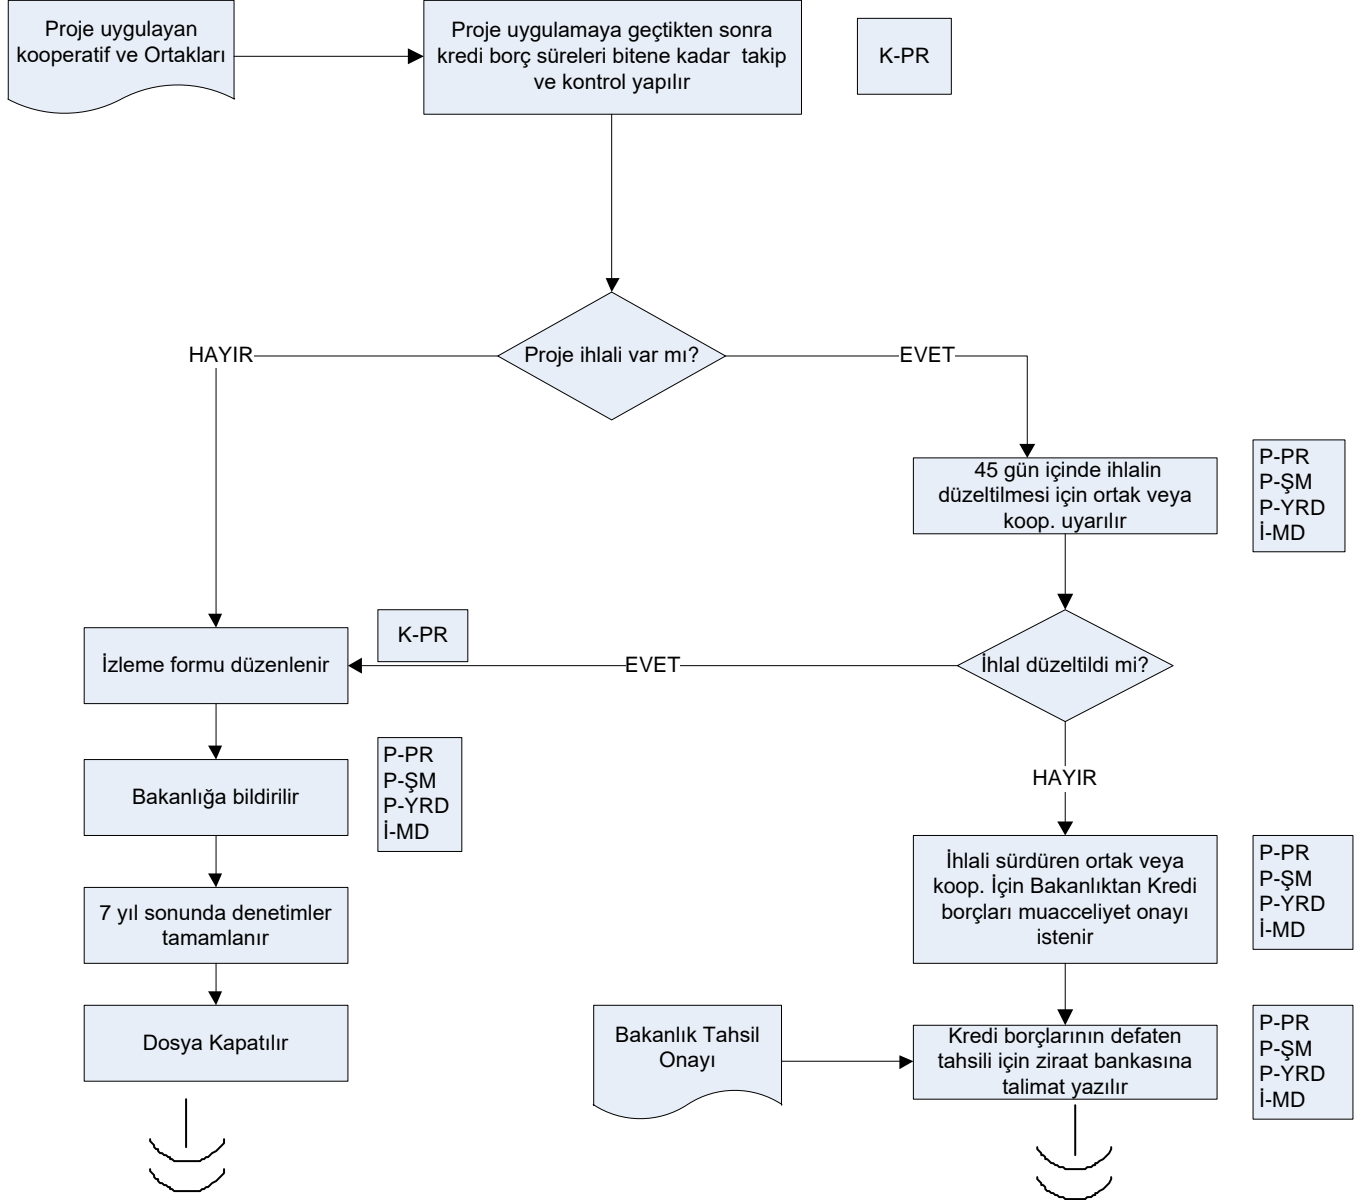 Proje uygulayan
kooperatif ve Ortakları
Proje uygulamaya geçtikten sonra
kredi borç süreleri bitene kadar  takip
ve kontrol yapılır
K-PR
Proje ihlali var mı?
HAYIR
EVET
45 gün içinde ihlalin
düzeltilmesi için ortak veya
koop. uyarılır
P-PR
P-ŞM
P-YRD
İ-MD
K-PR
İzleme formu düzenlenir
EVET
İhlal düzeltildi mi?
Bakanlığa bildirilir
P-PR
P-ŞM
P-YRD
İ-MD
HAYIR
7 yıl sonunda denetimler
tamamlanır
İhlali sürdüren ortak veya
koop. İçin Bakanlıktan Kredi
borçları muacceliyet onayı
istenir
P-PR
P-ŞM
P-YRD
İ-MD
Dosya Kapatılır
Bakanlık Tahsil
Onayı
Kredi borçlarının defaten
tahsili için ziraat bankasına
talimat yazılır
P-PR
P-ŞM
P-YRD
İ-MD